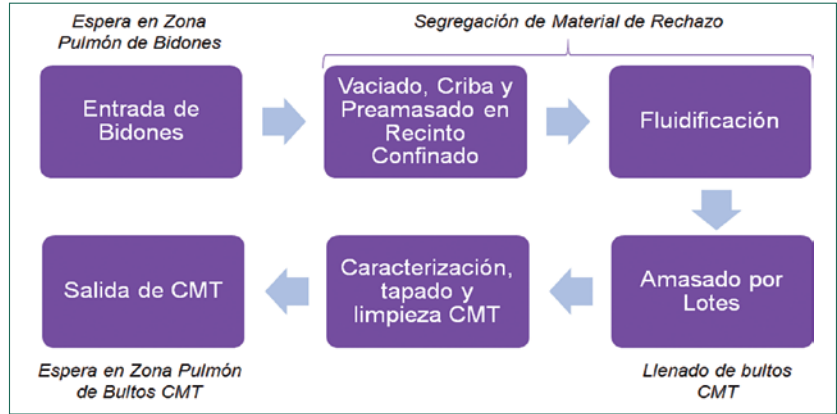 Espera en Zona
Pulmón de Bidones
Segregación de Material de Rechazo
Entrada de
Bidones
Vaciado, Criba y
Preamasado en
Recinto
Confinado
Fluidificación
Amasado por
Lotes
Llenado de bultos
CMT
Caracterización,
tapado y
limpieza CMT
Salida de CMT
Espera en Zona Pulmón
de Bultos CMT